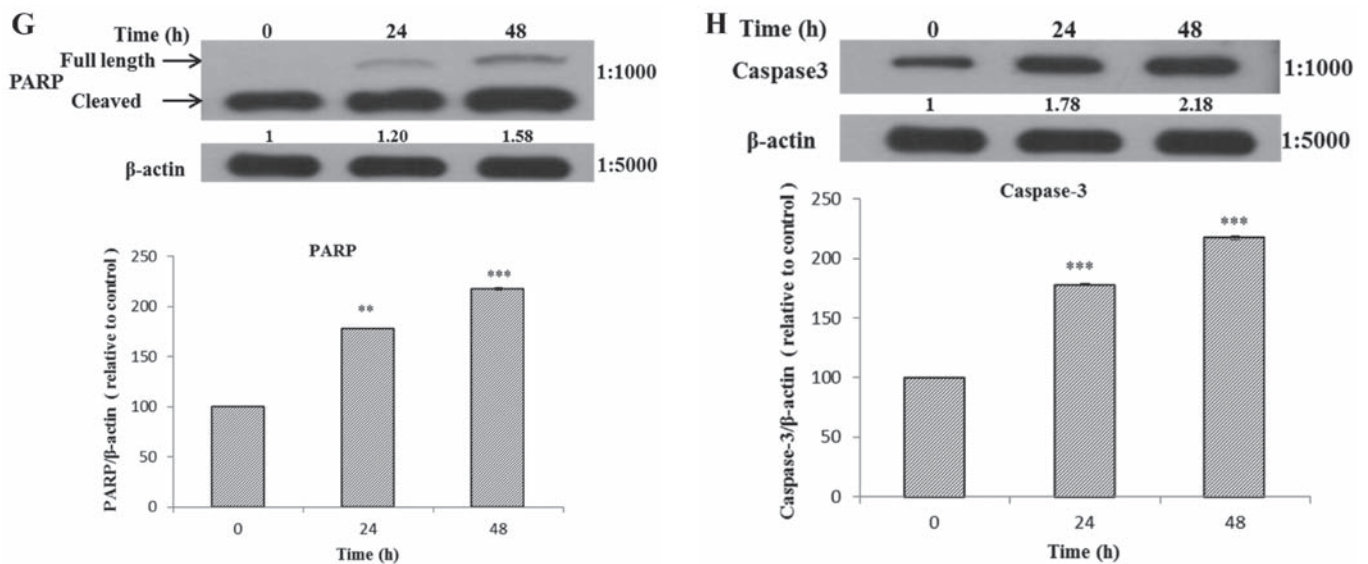 G
Time (h) 0 24 48
Full length
PARP
Cleaved
1:1000
1 1.20 1.58
β-actin
1:5000
PARP
PARP/β-actin ( relative to control )
250
200
150
100
50
0
**
***
0 24 48
Time (h)
H
Time (h) 0 24 48
Caspase3
1:1000
1 1.78 2.18
β-actin
1:5000
Caspase-3
Caspase-3/β-actin ( relative to control )
250
200
150
100
50
0
***
***
0 24 48
Time (h)